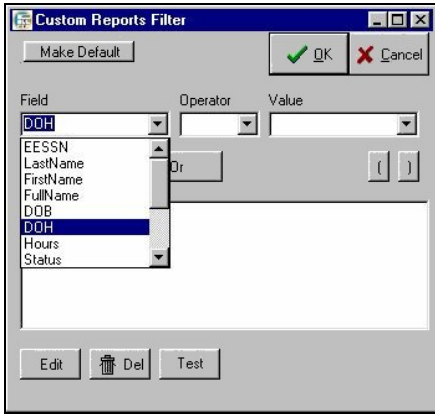 Custom Reports Filter
Make Default
OK
Cancel
Field Operator Value
DOH
EESSN
LastName
FirstName
FullName
DOB
DOH
Hours
Status
Or
( )
Edit Del Test